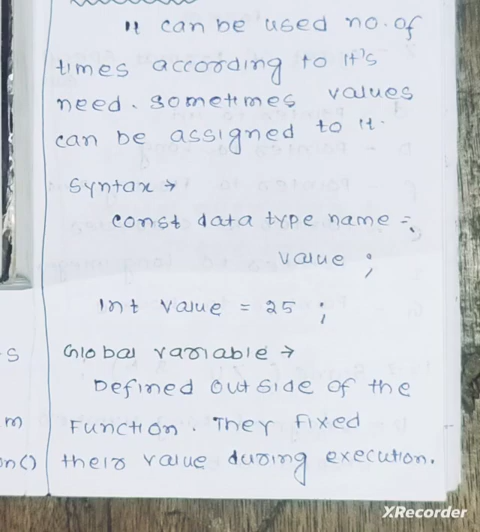 It can be used no. of
times according to it's
need. sometimes values
can be assigned to it.
Syntax →
const data type name =
value ;
Int value = 25 ;
Global variable →
Defined outside of the
Function. They fixed
their value during execution.
s
m
on()
XRecorder